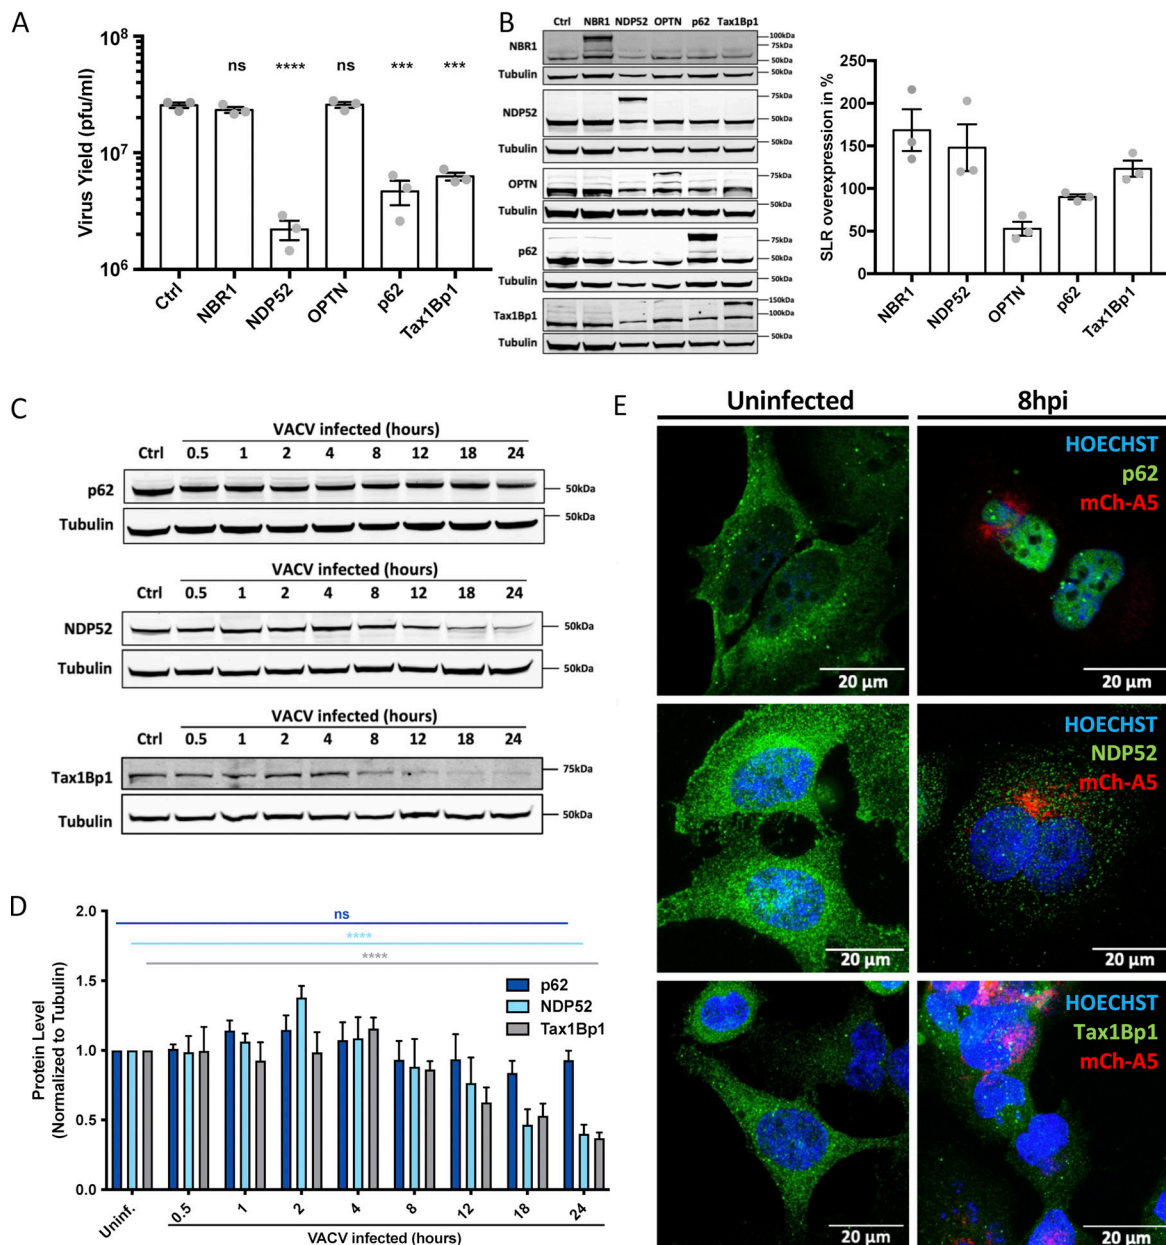 A
Virus Yield (pfu/ml)
10⁸
10⁷
10⁶
ns **** ns *** ***
Ctrl NBR1 NDP52 OPTN p62 Tax1Bp1
B
Ctrl NBR1 NDP52 OPTN p62 Tax1Bp1
NBR1
100kDa
75kDa
50kDa
Tubulin
50kDa
NDP52
75kDa
50kDa
Tubulin
50kDa
OPTN
75kDa
50kDa
Tubulin
50kDa
p62
75kDa
50kDa
Tubulin
50kDa
Tax1Bp1
150kDa
100kDa
75kDa
Tubulin
50kDa
SLR overexpression in %
250
200
150
100
50
0
NBR1 NDP52 OPTN p62 Tax1Bp1
C
VACV infected (hours)
Ctrl 0.5 1 2 4 8 12 18 24
p62
50kDa
Tubulin
50kDa
VACV infected (hours)
Ctrl 0.5 1 2 4 8 12 18 24
NDP52
50kDa
Tubulin
50kDa
VACV infected (hours)
Ctrl 0.5 1 2 4 8 12 18 24
Tax1Bp1
75kDa
Tubulin
50kDa
D
Protein Level
(Normalized to Tubulin)
2.0
1.5
1.0
0.5
0.0
ns
****
****
p62
NDP52
Tax1Bp1
Uninf. 0.5 1 2 4 8 12 18 24
VACV infected (hours)
E
Uninfected 8hpi
HOECHST
p62
mCh-A5
20 µm 20 µm
HOECHST
NDP52
mCh-A5
20 µm 20 µm
HOECHST
Tax1Bp1
mCh-A5
20 µm 20 µm